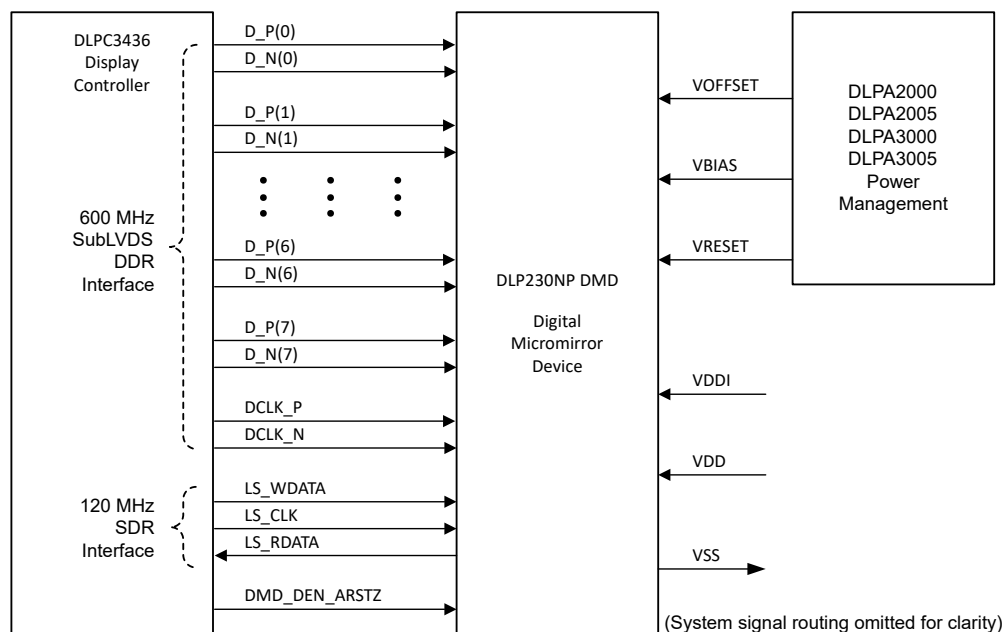 DLPC3436
Display
Controller
600 MHz
SubLVDS
DDR
Interface
120 MHz
SDR
Interface
D_P(0)
D_N(0)
D_P(1)
D_N(1)
D_P(6)
D_N(6)
D_P(7)
D_N(7)
DCLK_P
DCLK_N
LS_WDATA
LS_CLK
LS_RDATA
DMD_DEN_ARSTZ
DLP230NP DMD
Digital
Micromirror
Device
VOFFSET
VBIAS
VRESET
VDDI
VDD
VSS
DLPA2000
DLPA2005
DLPA3000
DLPA3005
Power
Management
(System signal routing omitted for clarity)